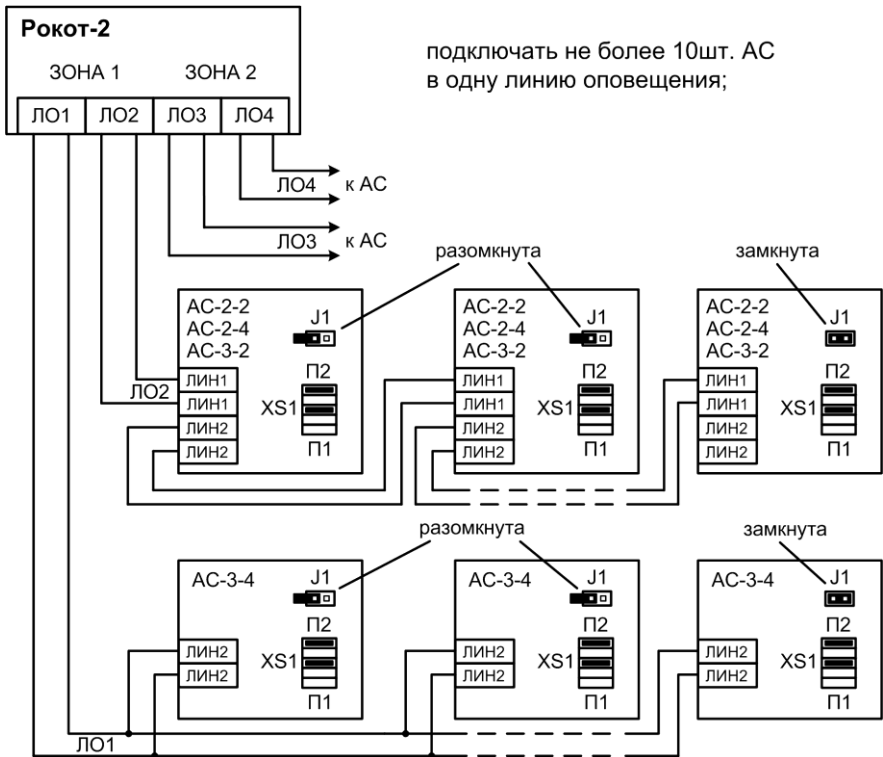 Рокот-2
подключать не более 10шт. АС
в одну линию оповещения;
ЗОНА 1 ЗОНА 2
ЛО1 ЛО2 ЛО3 ЛО4
ЛО4 к АС
ЛО3 к АС
разомкнута замкнута
АС-2-2 АС-2-2 АС-2-2
J1 J1 J1
АС-2-4 АС-2-4 АС-2-4
АС-3-2 АС-3-2 АС-3-2
П2 П2 П2
ЛИН1 ЛИН1 ЛИН1
ЛО2
ЛИН1 XS1 ЛИН1 XS1 ЛИН1 XS1
ЛИН2 ЛИН2 ЛИН2
ЛИН2 П1 ЛИН2 П1 ЛИН2 П1
разомкнута замкнута
АС-3-4 J1 АС-3-4 J1 АС-3-4 J1
П2 П2 П2
ЛИН2 ЛИН2 ЛИН2
XS1 XS1 XS1
ЛИН2 ЛИН2 ЛИН2
П1 П1 П1
ЛО1